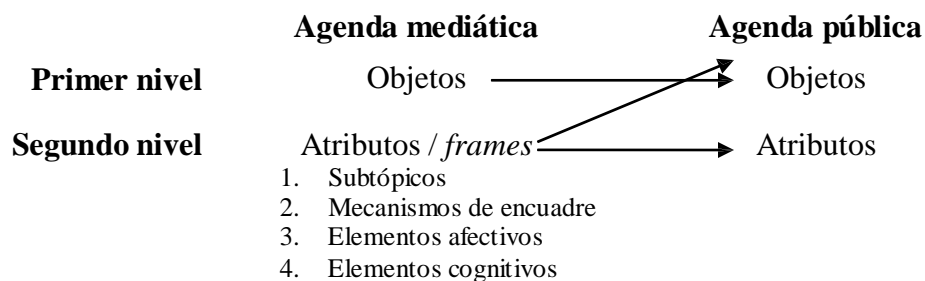 Agenda mediática Agenda pública
Primer nivel Objetos Objetos
Segundo nivel Atributos / frames Atributos
1. Subtópicos
2. Mecanismos de encuadre
3. Elementos afectivos
4. Elementos cognitivos